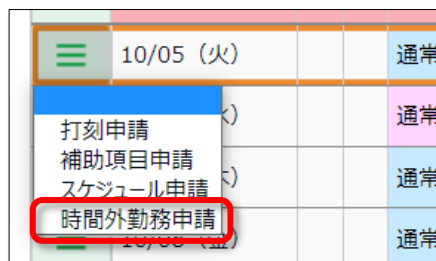 10/05（火）
通常
打刻申請
補助項目申請
スケジュール申請
時間外勤務申請
通常
通常
通常